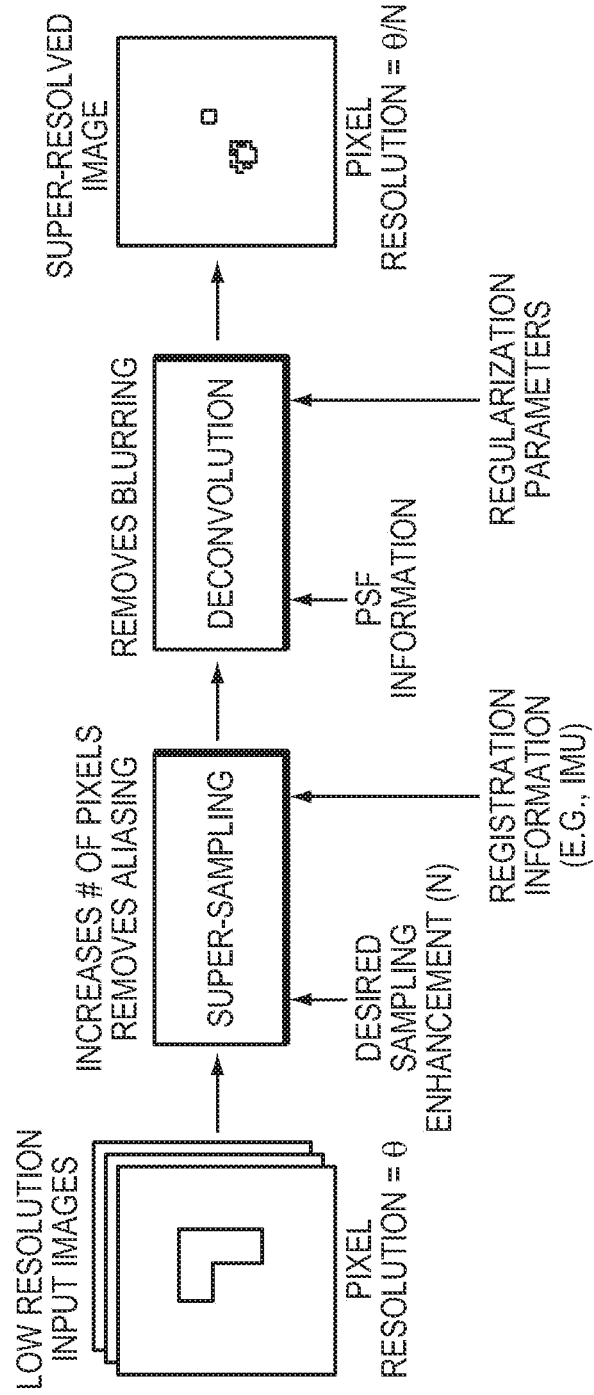 LOW RESOLUTION
INPUT IMAGES
PIXEL
RESOLUTION = θ
INCREASES # OF PIXELS
REMOVES ALIASING
SUPER-SAMPLING
DESIRED
SAMPLING
ENHANCEMENT (N)
REGISTRATION
INFORMATION
(E.G., IMU)
REMOVES BLURRING
DECONVOLUTION
PSF
INFORMATION
REGULARIZATION
PARAMETERS
SUPER-RESOLVED
IMAGE
PIXEL
RESOLUTION = θ/N